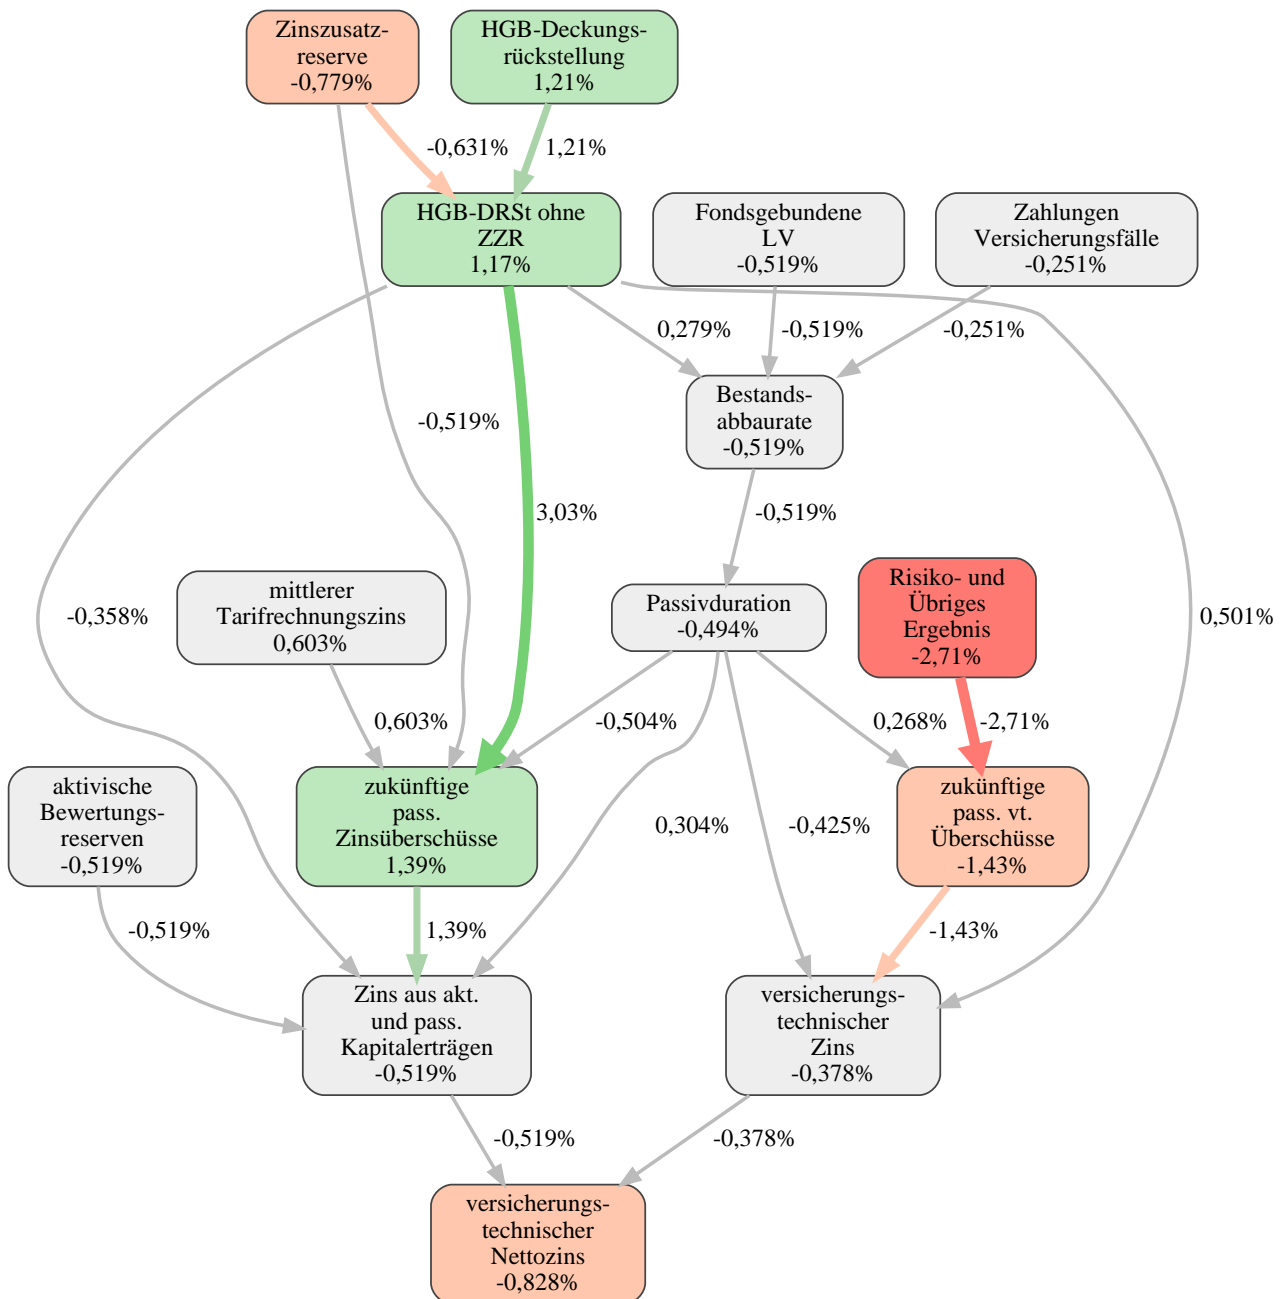 Zinszusatz-
reserve
-0,779%
HGB-Deckungs-
rückstellung
1,21%
-0,631%
1,21%
HGB-DRSt ohne
ZZR
1,17%
Fondsgebundene
LV
-0,519%
Zahlungen
Versicherungsfälle
-0,251%
0,279%
-0,519%
-0,251%
Bestands-
abbaurate
-0,519%
-0,519%
3,03%
-0,519%
mittlerer
Tarifrechnungszins
0,603%
-0,358%
Passivduration
-0,494%
Risiko- und
Übriges
Ergebnis
-2,71%
0,501%
0,603%
-0,504%
0,268%
-2,71%
aktivische
Bewertungs-
reserven
-0,519%
zukünftige
pass.
Zinsüberschüsse
1,39%
0,304%
-0,425%
zukünftige
pass. vt.
Überschüsse
-1,43%
-0,519%
1,39%
-1,43%
Zins aus akt.
und pass.
Kapitalerträgen
-0,519%
versicherungs-
technischer
Zins
-0,378%
-0,519%
-0,378%
versicherungs-
technischer
Nettozins
-0,828%